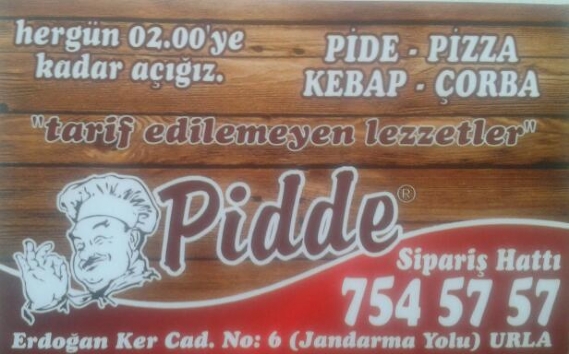 hergün 02.00'ye
kadar açığız.
PİDE - PİZZA
KEBAP - ÇORBA
"tarif edilemeyen lezzetler"
Pidde®
Sipariş Hattı
754 57 57
Erdoğan Ker Cad. No: 6 (Jandarma Yolu) URLA